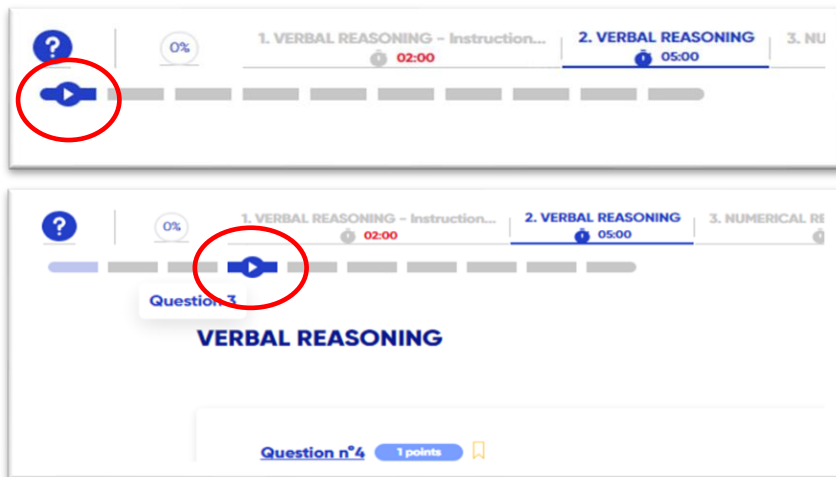 ?
0%
1. VERBAL REASONING - Instruction...
02:00
2. VERBAL REASONING
05:00
3. NU
?
0%
1. VERBAL REASONING - Instruction...
02:00
2. VERBAL REASONING
05:00
3. NUMERICAL RE
Question 3
VERBAL REASONING
Question n°4 1 points